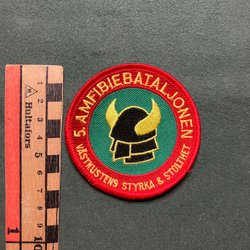 Hultafors
5. AMFIBIEBATALJONEN
VÄSTKUSTENS STYRKA & STOLTHET